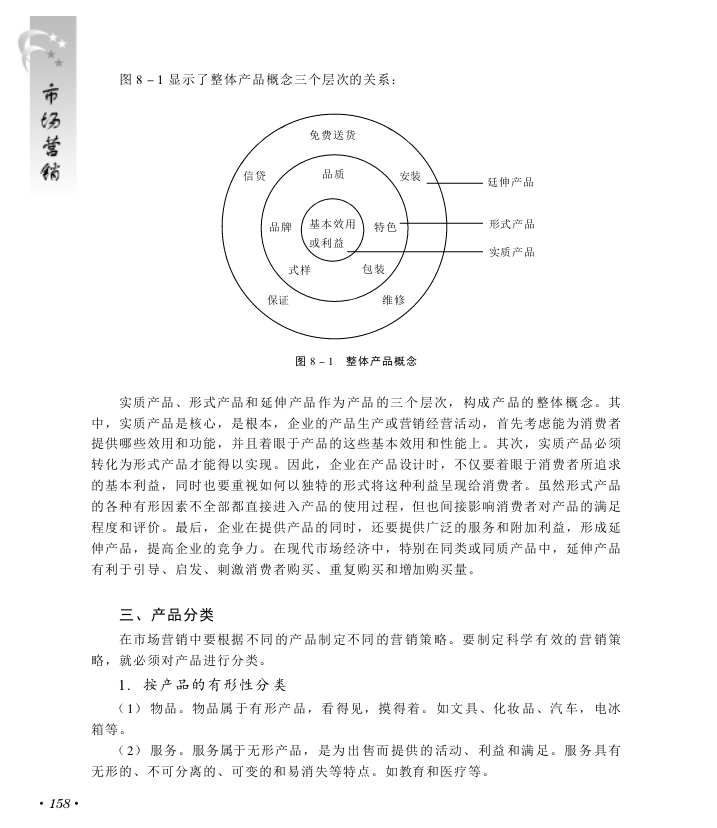 市场营销
图 8 – 1 显示了整体产品概念三个层次的关系：
免费送货
信贷
品质
安装
延伸产品
品牌
基本效用
或利益
特色
形式产品
实质产品
式样
包装
保证
维修
图 8 – 1 整体产品概念
实质产品、形式产品和延伸产品作为产品的三个层次，构成产品的整体概念。其
中，实质产品是核心，是根本，企业的产品生产或营销经营活动，首先考虑能为消费者
提供哪些效用和功能，并且着眼于产品的这些基本效用和性能上。其次，实质产品必须
转化为形式产品才能得以实现。因此，企业在产品设计时，不仅要着眼于消费者所追求
的基本利益，同时也要重视如何以独特的形式将这种利益呈现给消费者。虽然形式产品
的各种有形因素不全部都直接进入产品的使用过程，但也间接影响消费者对产品的满足
程度和评价。最后，企业在提供产品的同时，还要提供广泛的服务和附加利益，形成延
伸产品，提高企业的竞争力。在现代市场经济中，特别在同类或同质产品中，延伸产品
有利于引导、启发、刺激消费者购买、重复购买和增加购买量。
三、产品分类
在市场营销中要根据不同的产品制定不同的营销策略。要制定科学有效的营销策
略，就必须对产品进行分类。
1. 按产品的有形性分类
（1）物品。物品属于有形产品，看得见，摸得着。如文具、化妆品、汽车，电冰
箱等。
（2）服务。服务属于无形产品，是为出售而提供的活动、利益和满足。服务具有
无形的、不可分离的、可变的和易消失等特点。如教育和医疗等。
· 158 ·